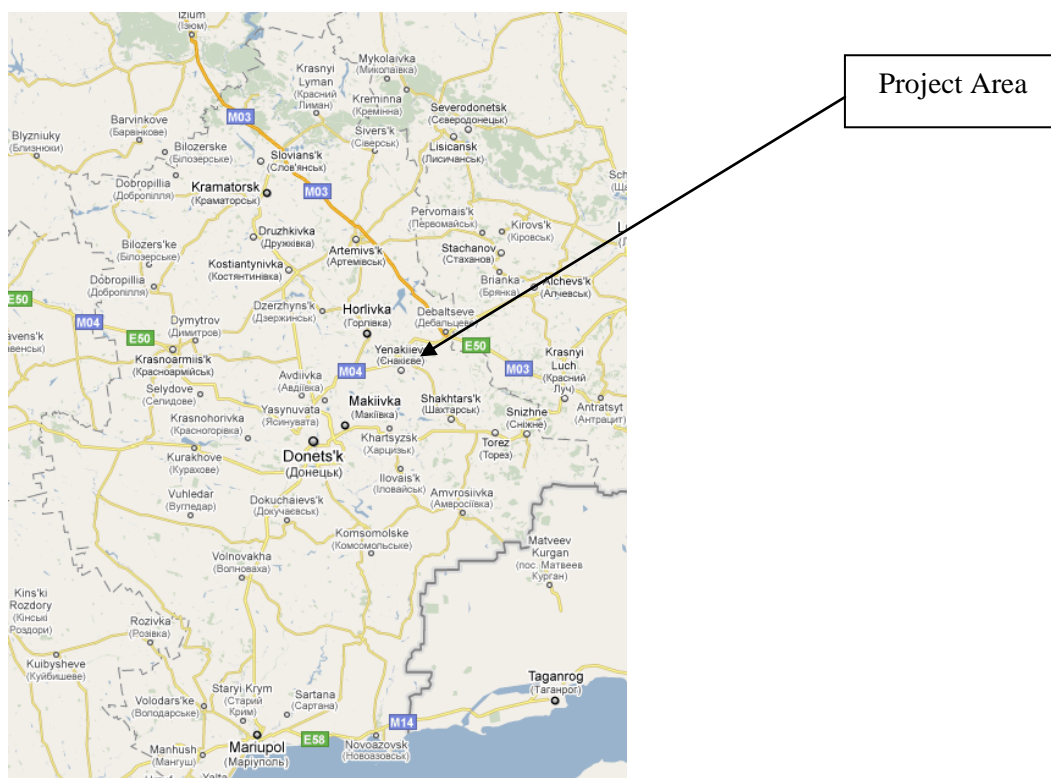 Izium
(Ізюм)
Mykolaivka
(Миколаївка)
Krasnyi
Lyman
(Красний
Лиман)
Kreminna
(Кремінна)
Severodonetsk
(Сєверодонецьк)
M03
Barvinkove
(Барвінкове)
Blyzniuky
(Близнюки)
Bilozerske
(Білозерське)
Sivers'k
(Сіверськ)
Lisicansk
(Лисичанськ)
Slovians'k
(Слов'янськ)
Dobropillia
(Добропілля)
Kramatorsk
(Краматорськ)
M03
Pervomais'k
(Первомайськ)
Kirovs'k
(Кіровськ)
Druzhkivka
(Дружківка)
Bilozers'ke
(Білозерське)
Artemivs'k
(Артемівськ)
Stachanov
(Стаханов)
Kostiantynivka
(Костянтинівка)
Dobropillia
(Добропілля)
Brianka
(Брянка)
Alchevs'k
(Алчевськ)
E50
Dzerzhyns'k
(Дзержинськ)
Horlivka
(Горлівка)
Debaltseve
(Дебальцеве)
M04
Dymytrov
(Димитров)
E50
Krasnoarmiis'k
(Красноармійськ)
Yenakiieve
(Єнакієве)
E50
M04
M03
Krasnyi
Luch
(Красний
Луч)
Avdiivka
(Авдіївка)
Selydove
(Селидове)
Yasynuvata
(Ясинувата)
Makiivka
(Макіївка)
Shakhtars'k
(Шахтарськ)
Snizhne
(Сніжне)
Antratsyt
(Антрацит)
Krasnohorivka
(Красногорівка)
Khartsyzsk
(Харцизьк)
Torez
(Торез)
Donets'k
(Донецьк)
Kurakhove
(Курахове)
Ilovais'k
(Іловайськ)
Vuhledar
(Вугледар)
Dokuchaievs'k
(Докучаєвськ)
Amvrosiivka
(Амвросіївка)
Komsomolske
(Комсомольське)
Matveev
Kurgan
(пос. Матвеев
Курган)
Volnovakha
(Волноваха)
Kins'ki
Rozdory
(Кінські
Роздори)
Rozivka
(Розівка)
Kuibysheve
(Куйбишеве)
Taganrog
(Таганрог)
Staryi Krym
(Старий
Крим)
Sartana
(Сартана)
Volodars'ke
(Володарське)
M14
E58
Mariupol
(Маріуполь)
Novoazovsk
(Новоазовськ)
Manhush
(Мангуш)
Yalta
Project Area